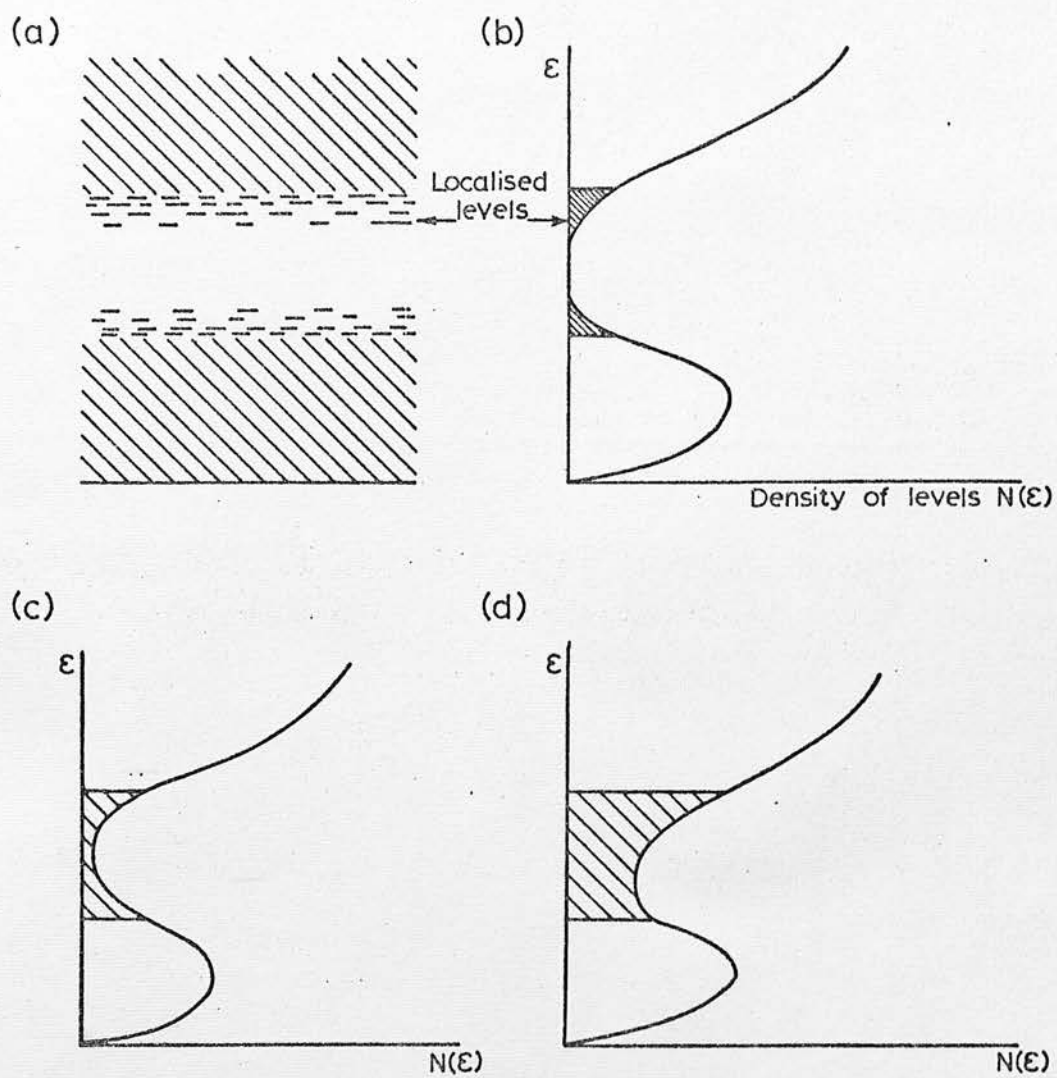 (a)
(b)
ε
Localised
levels
Density of levels N(ε)
(c)
(d)
ε
ε
N(ε)
N(ε)